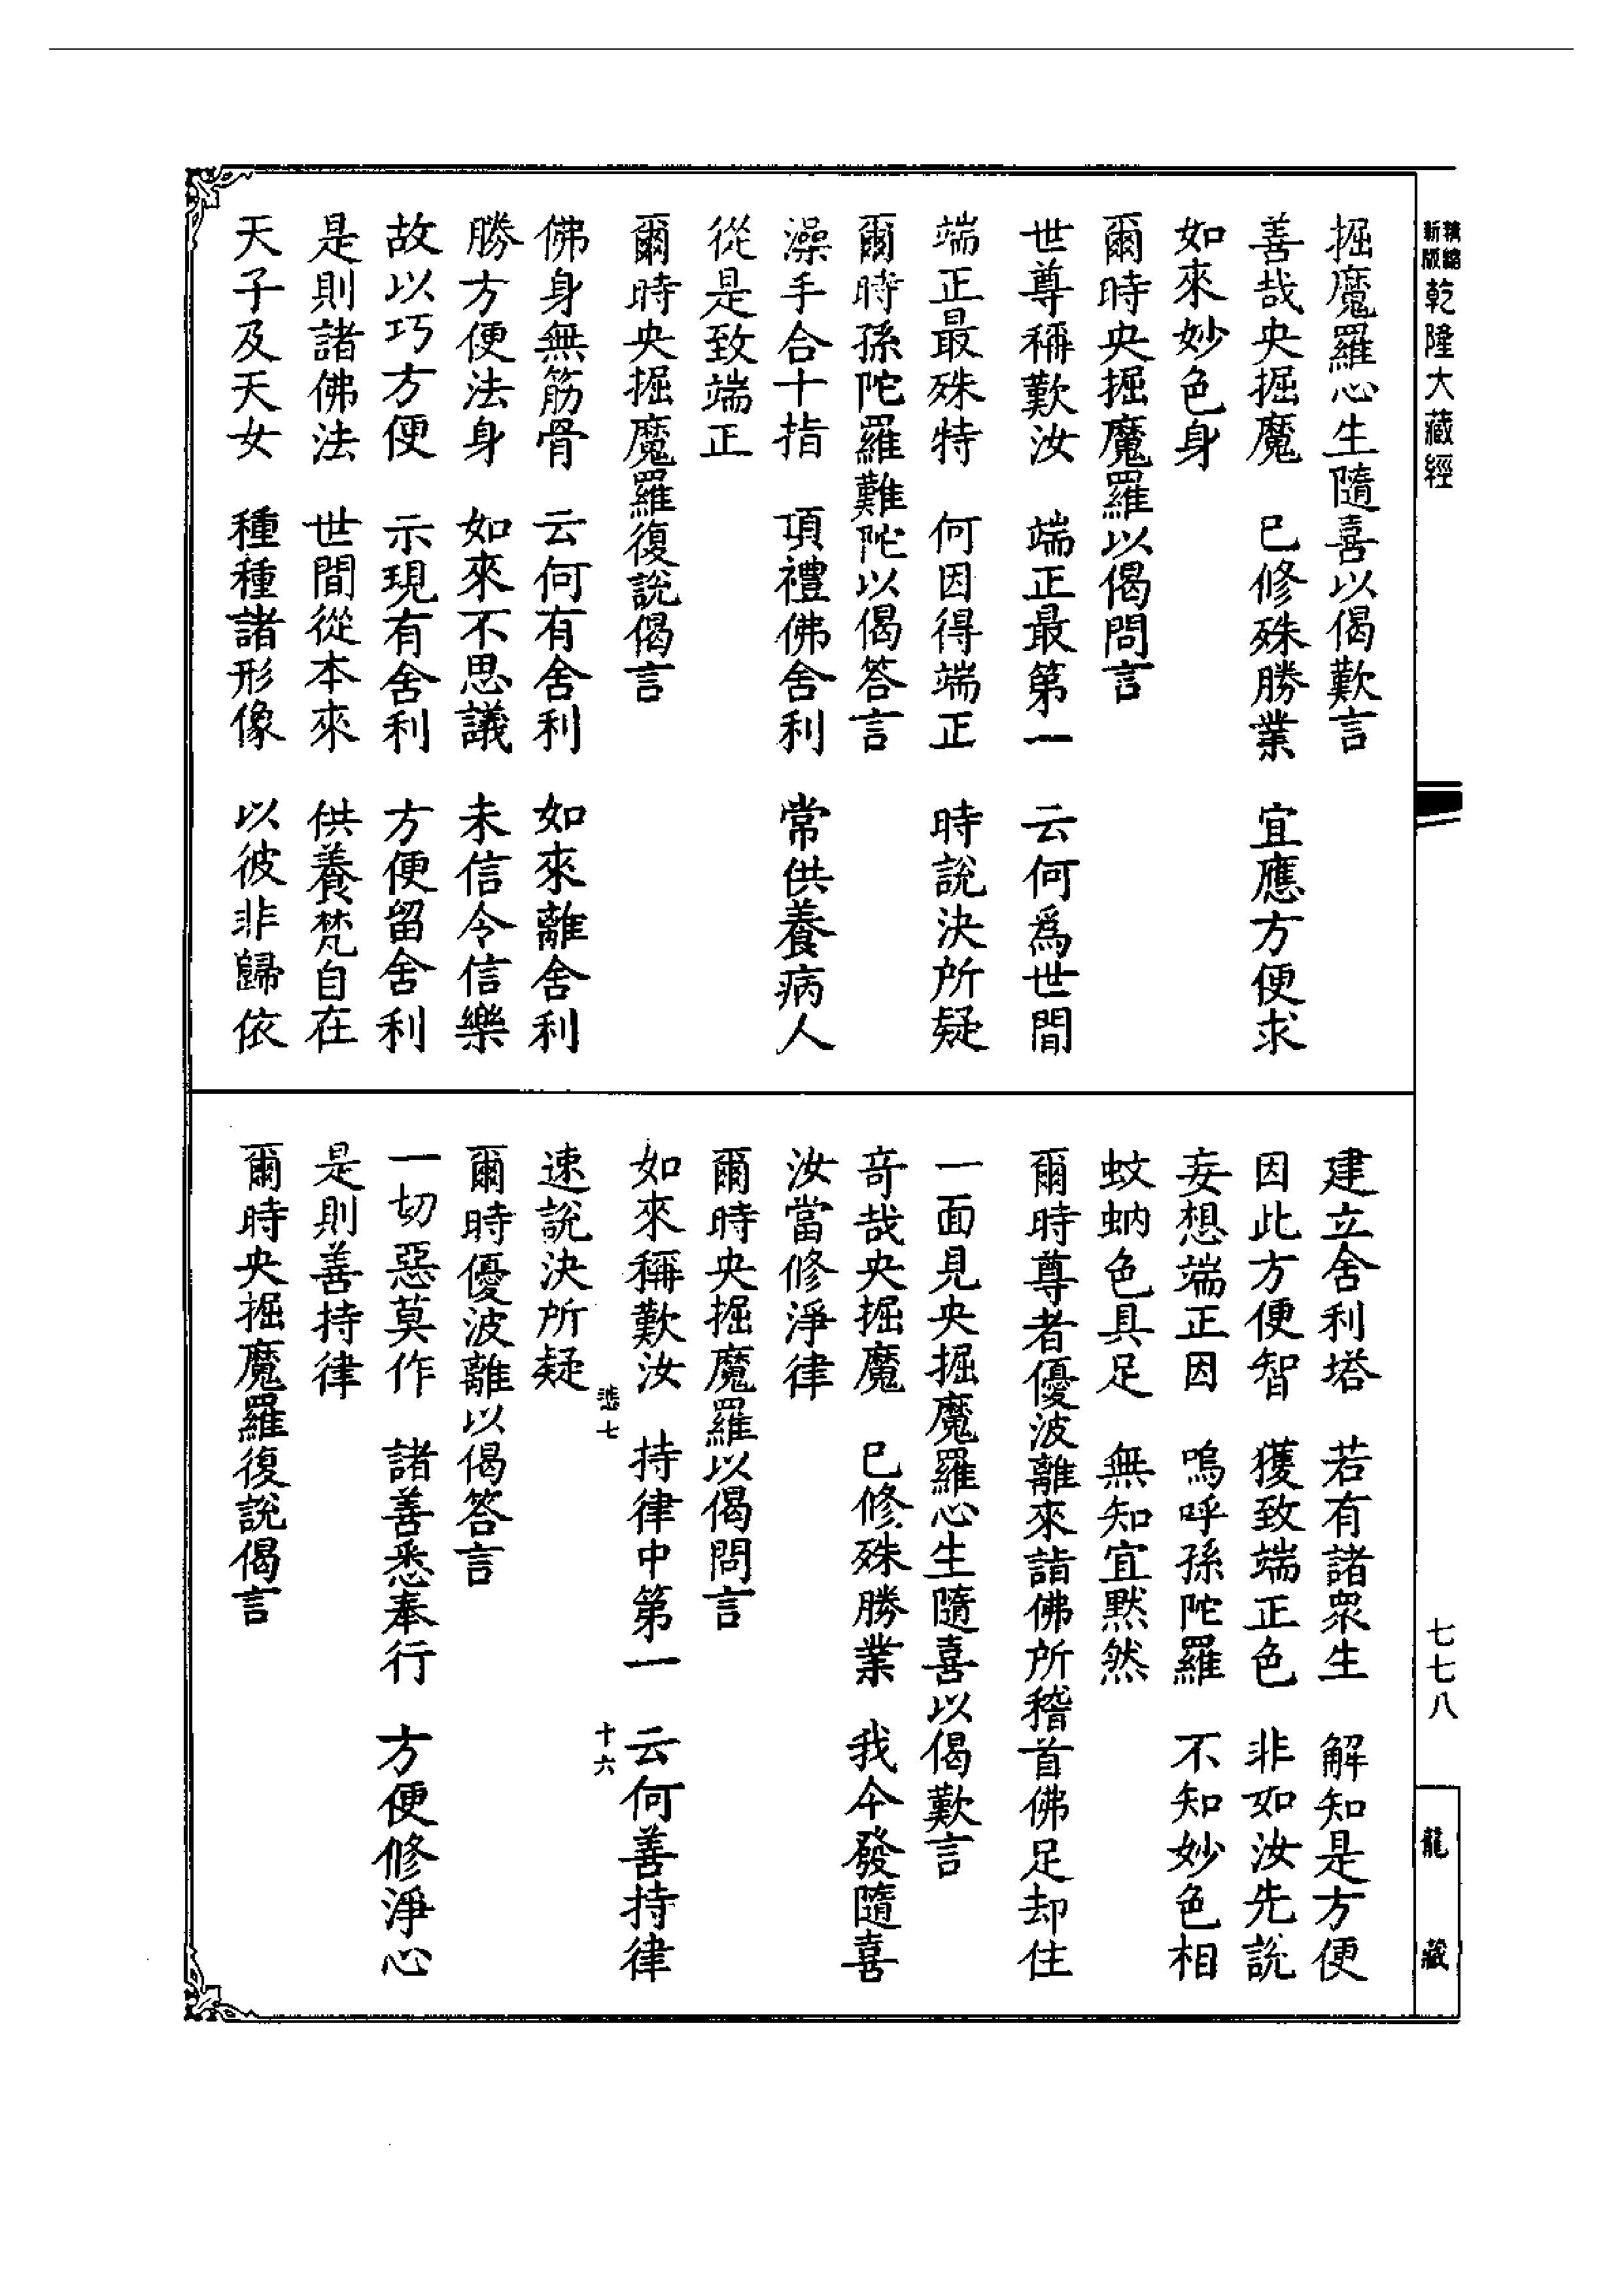 新版
精縮
乾隆大藏經
七七八
龍藏
掘魔羅心生隨喜以偈歎言
善哉央掘魔　已修殊勝業　宜應方便求
如來妙色身
爾時央掘魔羅以偈問言
世尊稱歎汝　端正最第一　云何爲世間
端正最殊特　何因得端正　時說決所疑
爾時孫陀羅難陀以偈答言
澡手合十指　頂禮佛舍利　常供養病人
從是致端正
爾時央掘魔羅復說偈言
佛身無筋骨　云何有舍利　如來離舍利
勝方便法身　如來不思議　未信令信樂
故以巧方便　示現有舍利　方便留舍利
是則諸佛法　世間從本來　供養梵自在
天子及天女　種種諸形像　以彼非歸依
建立舍利塔　若有諸眾生　解知是方便
因此方便智　獲致端正色　非如汝先說
妄想端正因　嗚呼孫陀羅　不知妙色相
蚊蚋色具足　無知宜默然
爾時尊者優波離來詣佛所稽首佛足却住
一面見央掘魔羅心生隨喜以偈歎言
奇哉央掘魔　已修殊勝業　我今發隨喜
汝當修淨律
爾時央掘魔羅以偈問言
如來稱歎汝　持律中第一　云何善持律
七　十六
速說決所疑
爾時優波離以偈答言
一切惡莫作　諸善悉奉行　方便修淨心
是則善持律
爾時央掘魔羅復說偈言